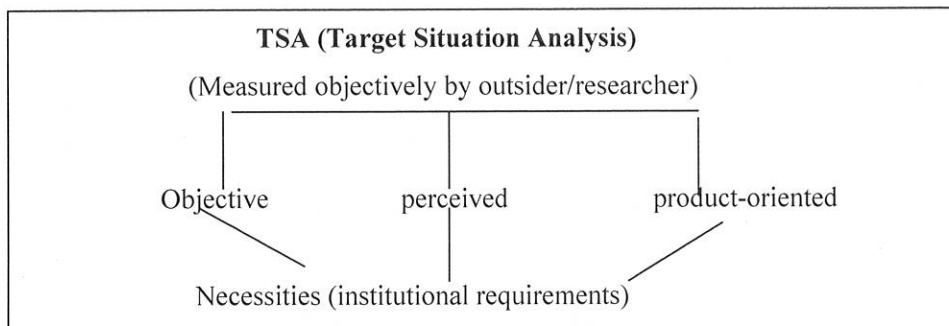 TSA (Target Situation Analysis)
(Measured objectively by outsider/researcher)
Objective perceived product-oriented
Necessities (institutional requirements)